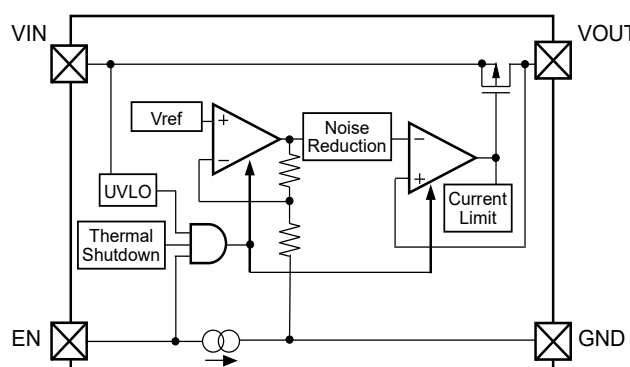 VIN
VOUT
Vref
+
−
Noise
Reduction
−
+
UVLO
Current
Limit
Thermal
Shutdown
EN
GND